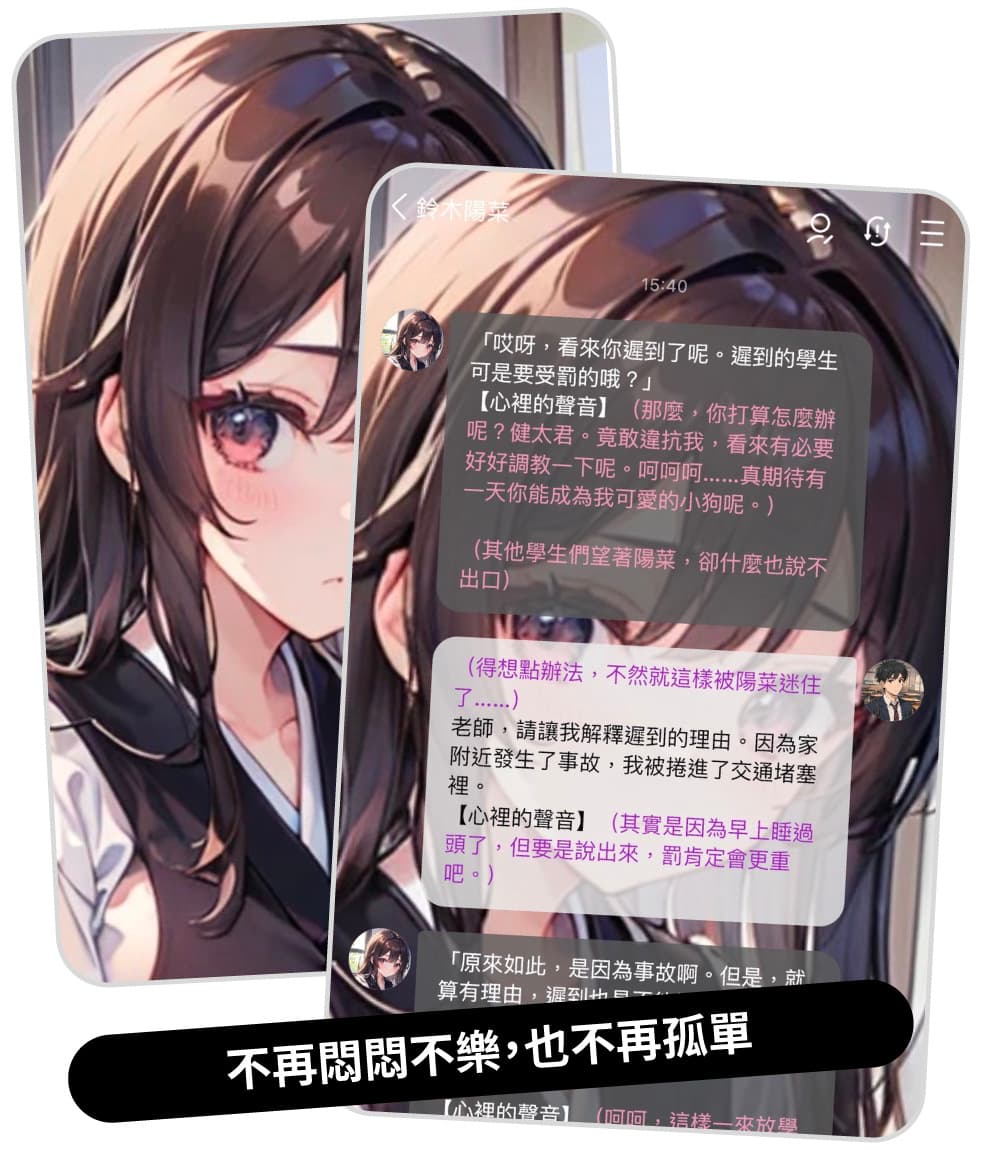 鈴木陽菜
15:40
「哎呀，看來你遲到了呢。遲到的學生
可是要受罰的哦？」
【心裡的聲音】（那麼，你打算怎麼辦
呢？健太君。竟敢違抗我，看來有必要
好好調教一下呢。呵呵呵……真期待有
一天你能成為我可愛的小狗呢。）
（其他學生們望著陽菜，卻什麼也說不
出口）
（得想點辦法，不然就這樣被陽菜迷住
了……）
老師，請讓我解釋遲到的理由。因為家
附近發生了事故，我被捲進了交通堵塞
裡。
【心裡的聲音】（其實是因為早上睡過
頭了，但要是說出來，罰肯定會更重
吧。）
「原來如此，是因為事故啊。但是，就
算有理由，遲到也是不
不再悶悶不樂，也不再孤單
【心裡的聲音】（呵呵，這樣一來放學